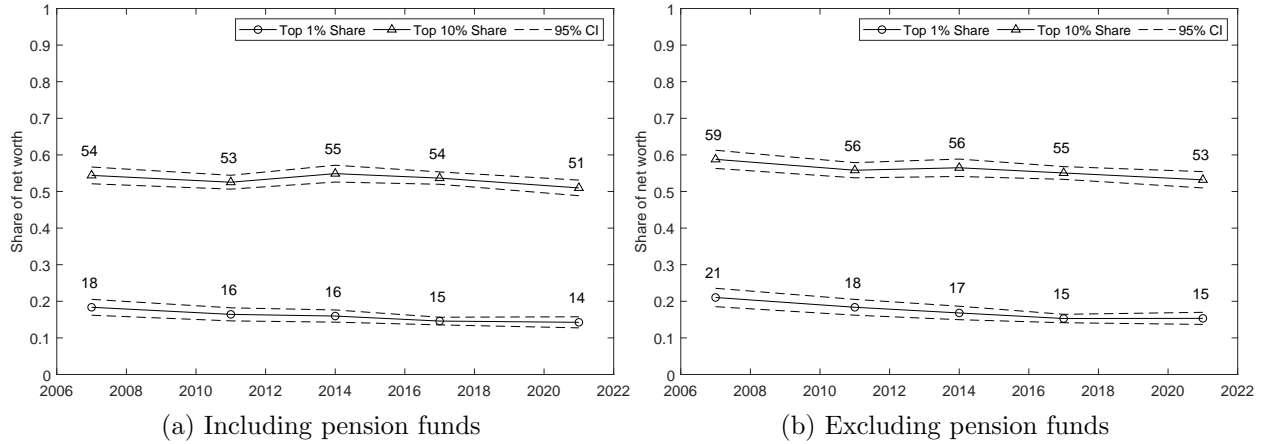 1
0.9
0.8
0.7
0.6
0.5
0.4
0.3
0.2
0.1
0
Share of net worth
Top 1% Share Top 10% Share 95% CI
54 53 55 54 51
18 16 16 15 14
2006 2008 2010 2012 2014 2016 2018 2020 2022
(a) Including pension funds
1
0.9
0.8
0.7
0.6
0.5
0.4
0.3
0.2
0.1
0
Share of net worth
Top 1% Share Top 10% Share 95% CI
59 56 56 55 53
21 18 17 15 15
2006 2008 2010 2012 2014 2016 2018 2020 2022
(b) Excluding pension funds